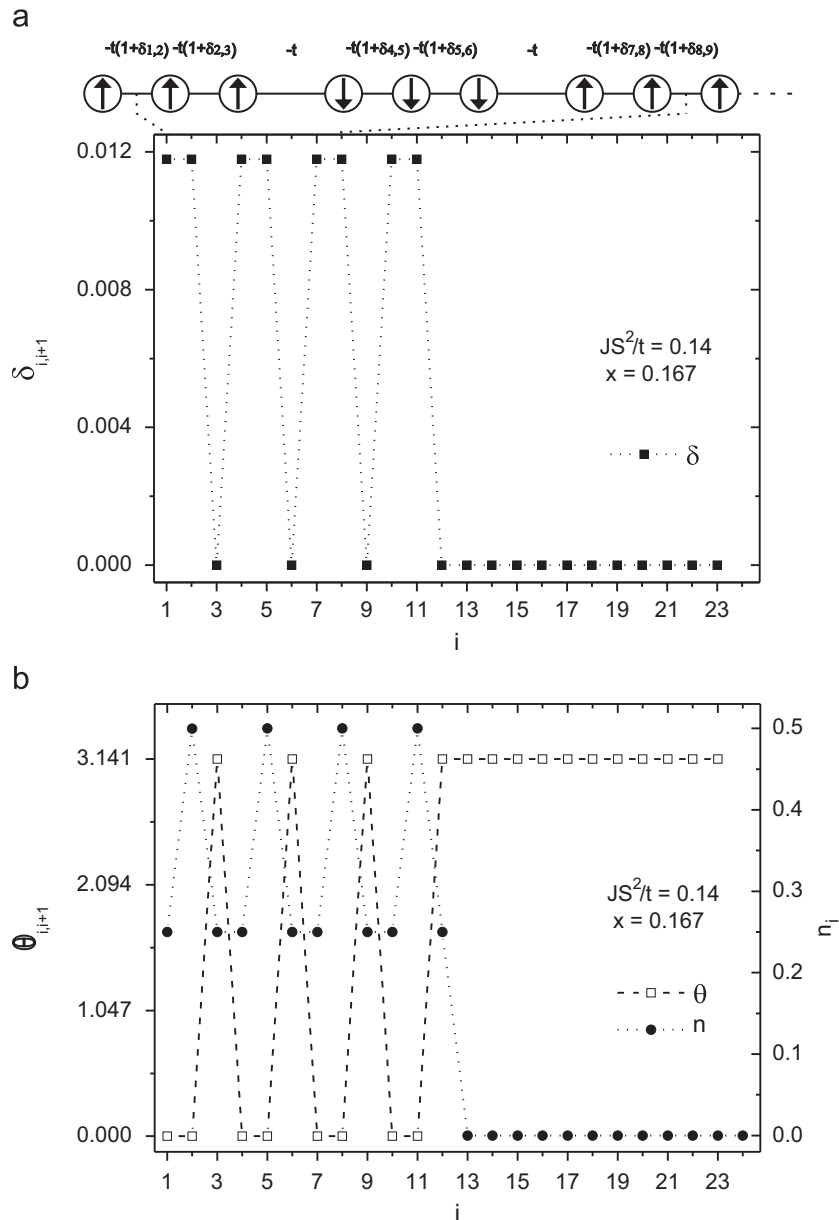 a
-t(1+δ1,2) -t(1+δ2,3) -t -t(1+δ4,5) -t(1+δ5,6) -t -t(1+δ7,8) -t(1+δ8,9)
0.012
0.008
0.004
0.000
δi,i+1
JS²/t = 0.14
x = 0.167
δ
1 3 5 7 9 11 13 15 17 19 21 23
i
b
3.141
2.094
1.047
0.000
θi,i+1
0.5
0.4
0.3
0.2
0.1
0.0
ni
JS²/t = 0.14
x = 0.167
θ
n
1 3 5 7 9 11 13 15 17 19 21 23
i